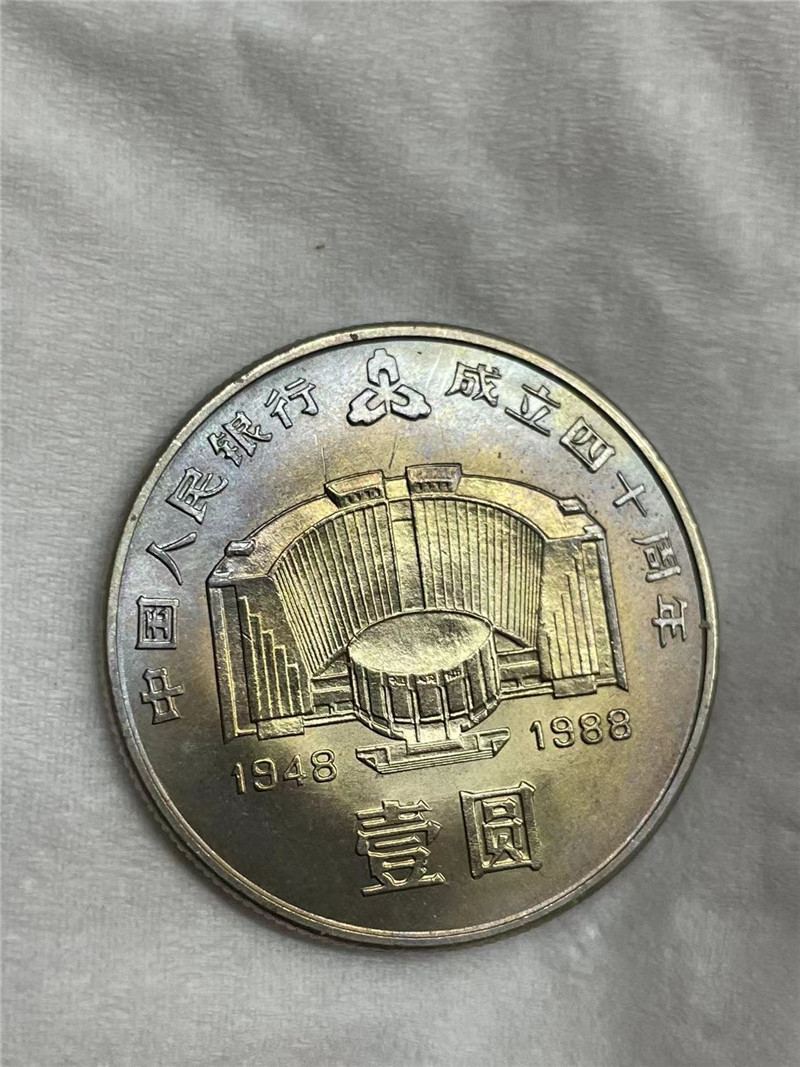 中国人民银行 成立四十周年
1948 1988
壹圆